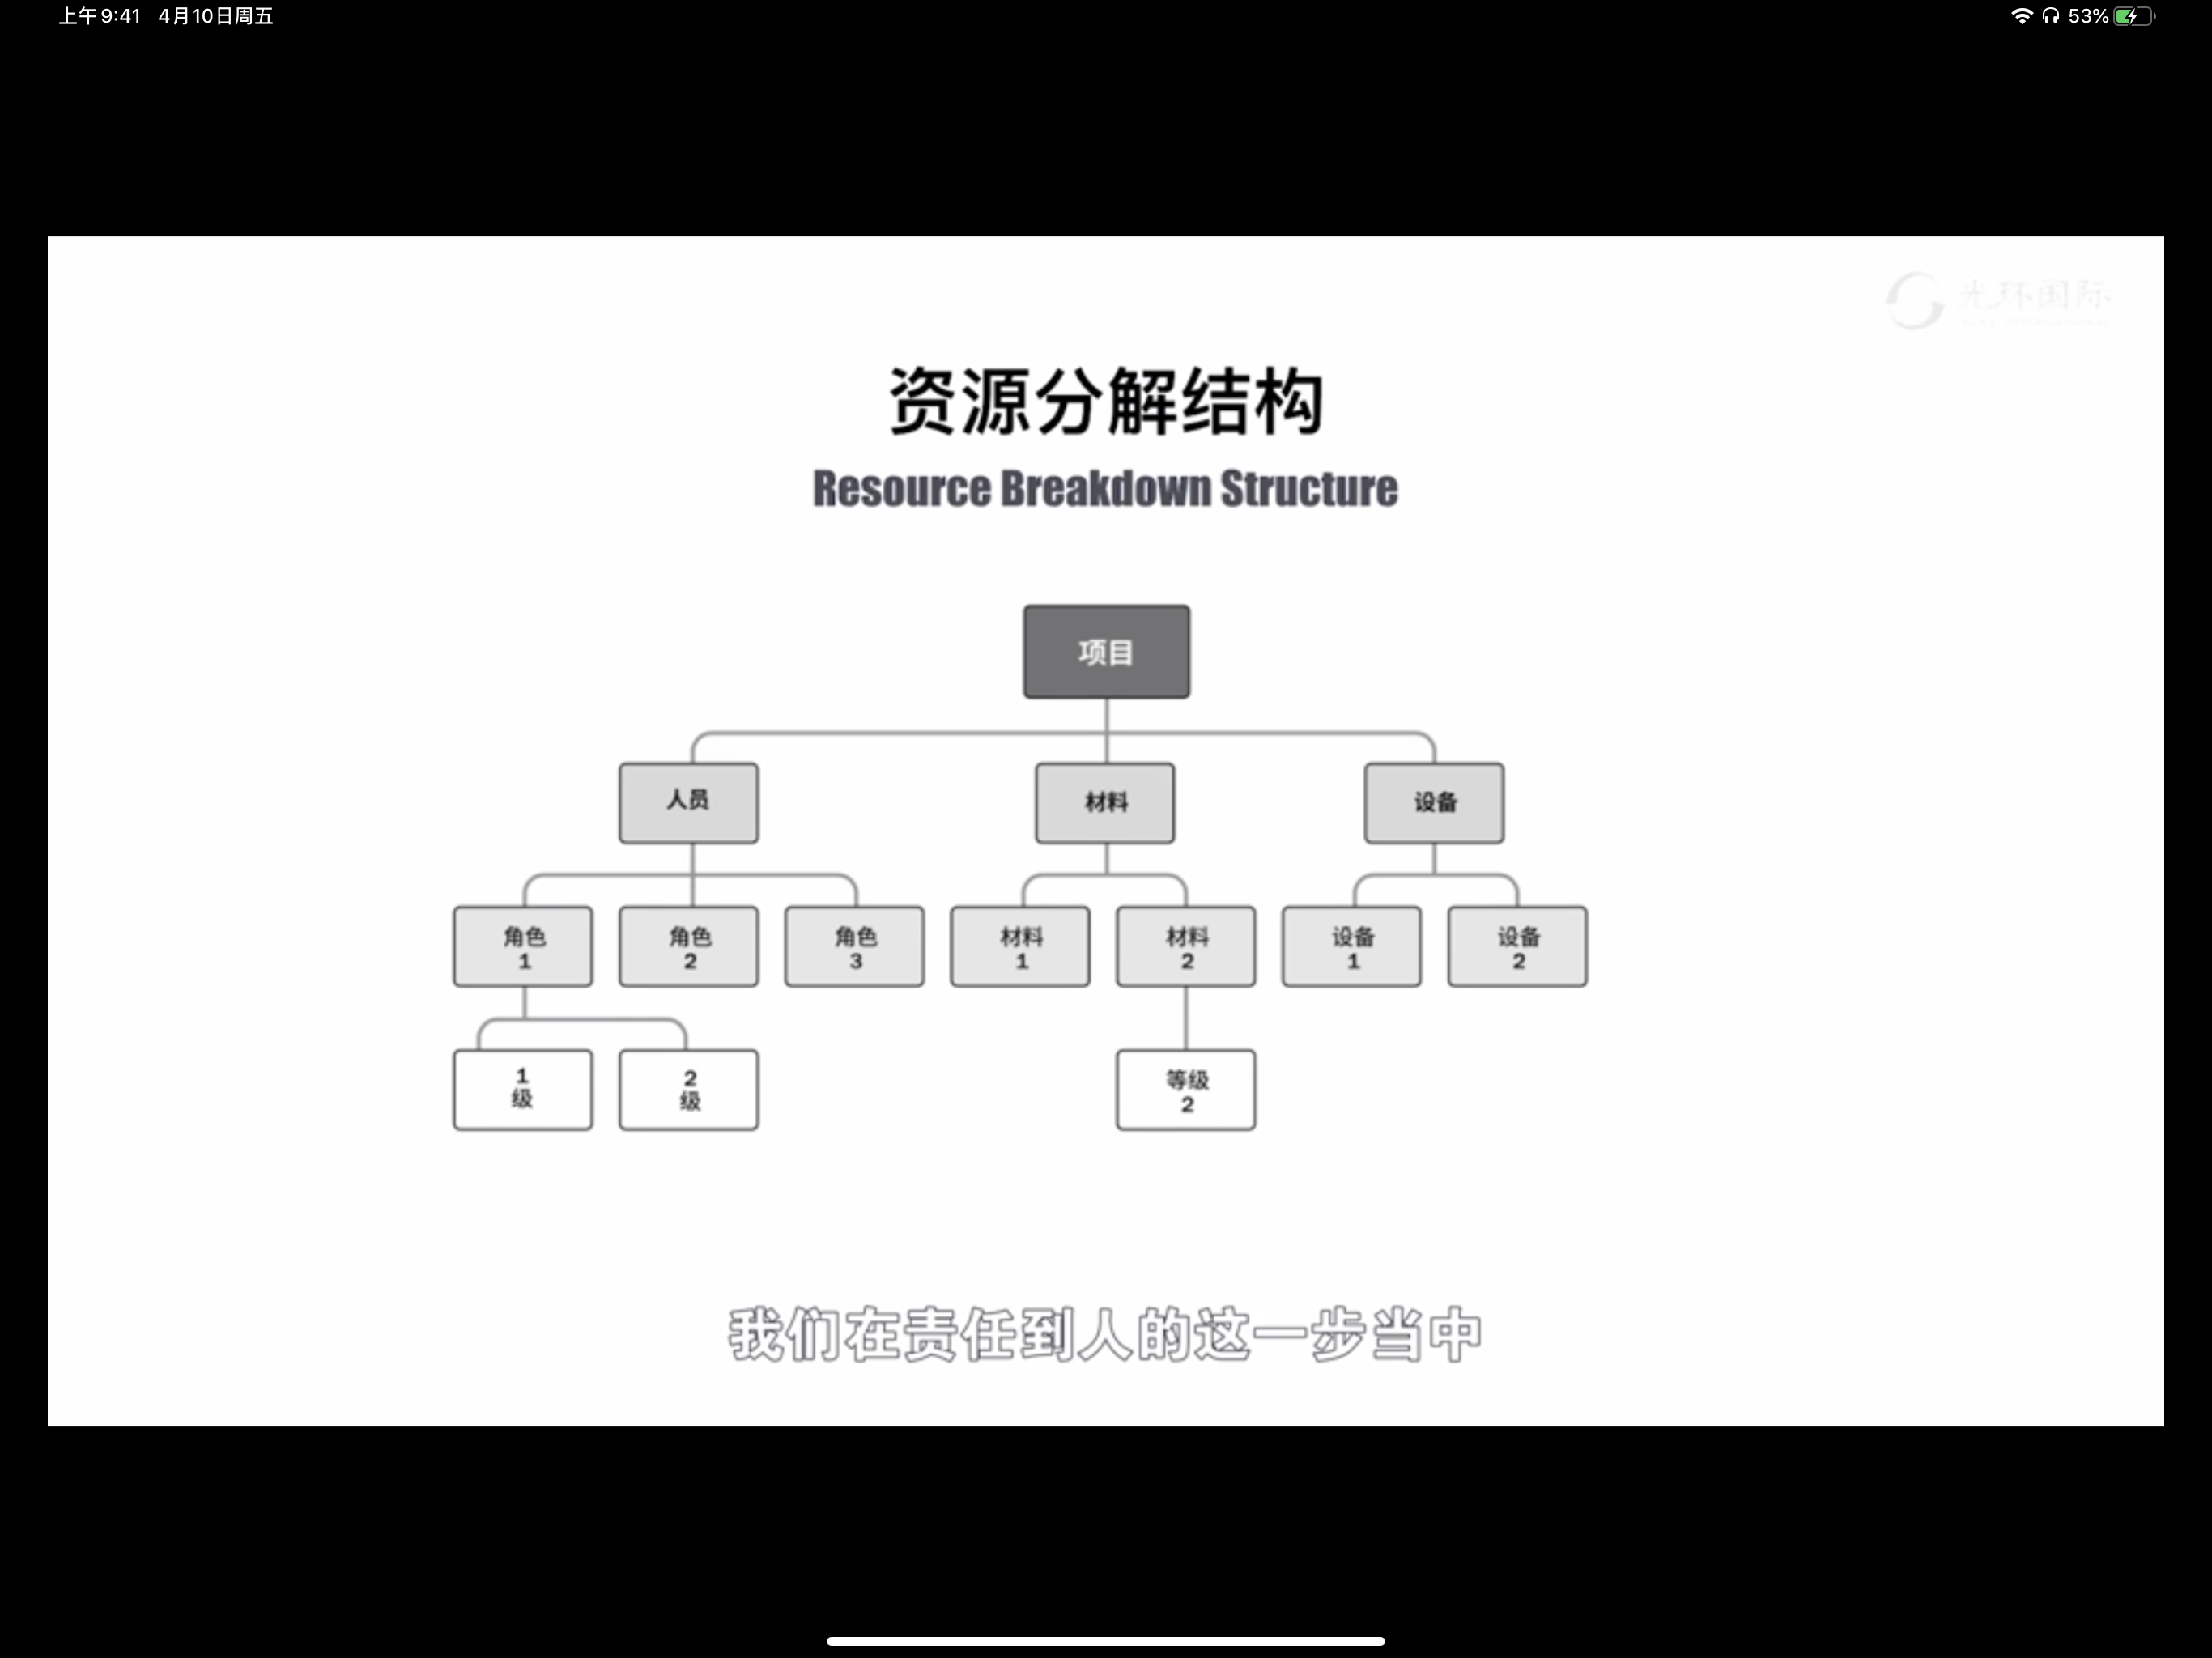 上午9:41 4月10日周五
53%
光环国际
资源分解结构
Resource Breakdown Structure
项目
人员
材料
设备
角色
1
角色
2
角色
3
材料
1
材料
2
设备
1
设备
2
1
级
2
级
等级
2
我们在责任到人的这一步当中